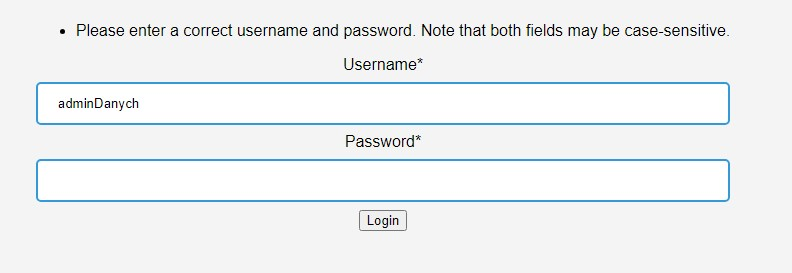 Please enter a correct username and password. Note that both fields may be case-sensitive.
Username*
adminDanych
Password*
Login